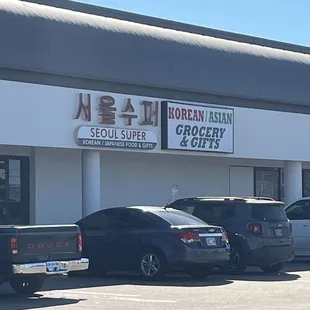 서울수퍼
SEOUL SUPER
KOREAN / JAPANESE FOOD & GIFTS
KOREAN/ASIAN
GROCERY
& GIFTS
DODGE